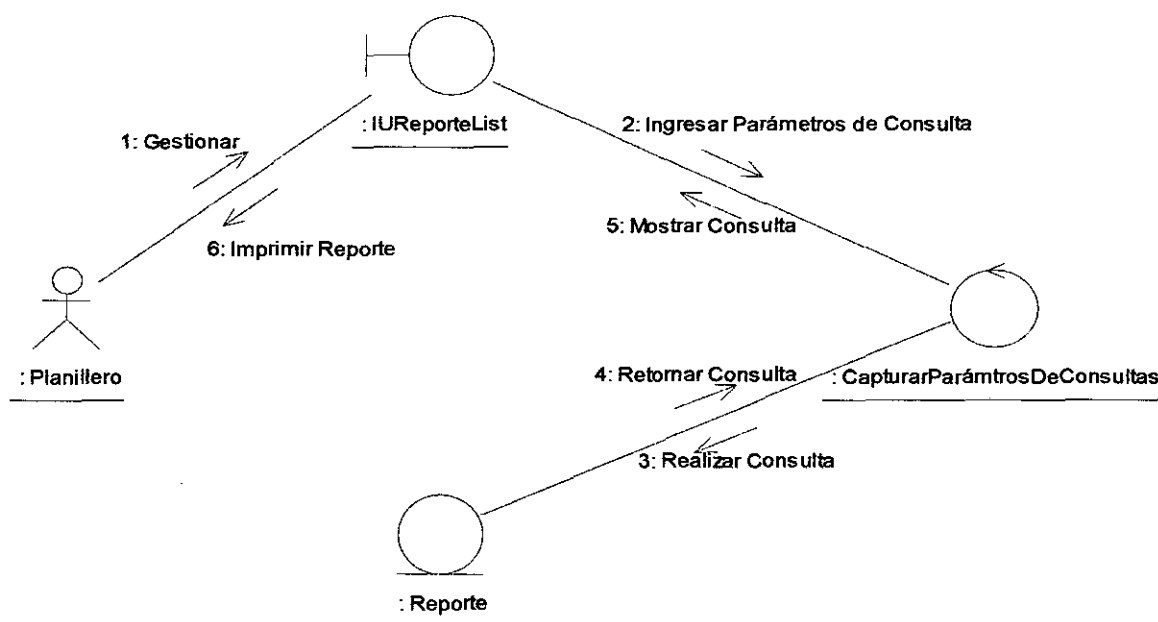 : IUReporteList
1: Gestionar
2: Ingresar Parámetros de Consulta
5: Mostrar Consulta
6: Imprimir Reporte
: Planillero
4: Retornar Consulta
: CapturarParámtrosDeConsultas
3: Realizar Consulta
: Reporte